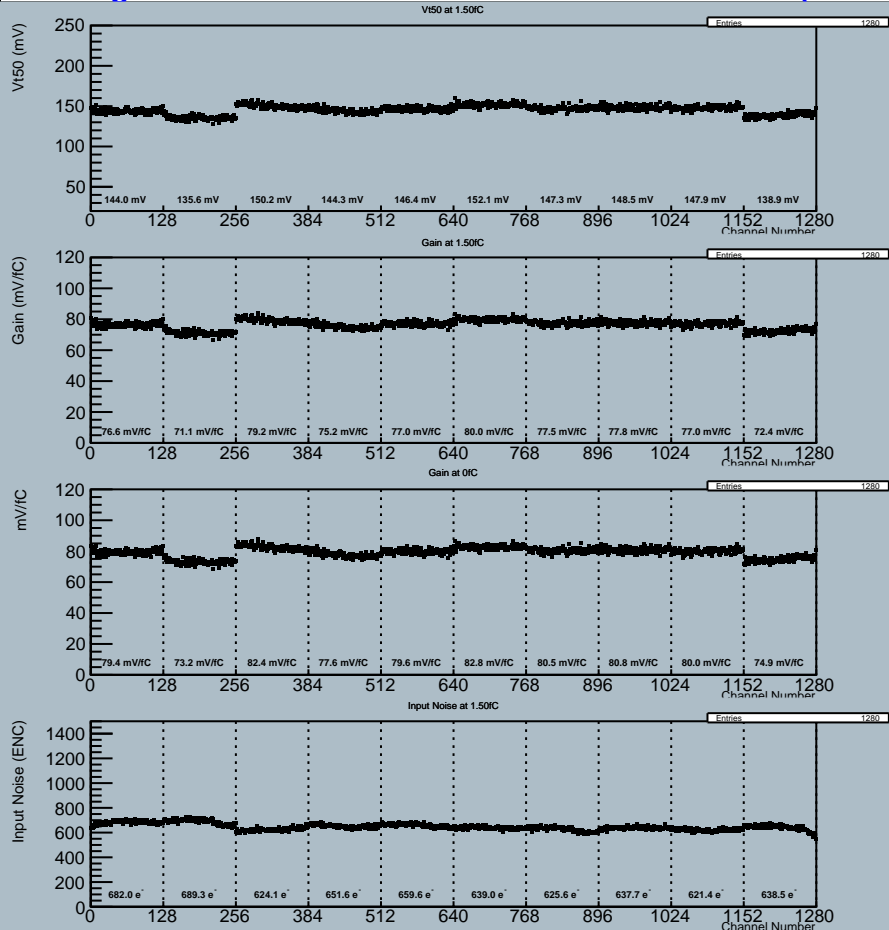 Vt50 at 1.50fC
Entries 1280
Vt50 (mV)
250
200
150
100
50
144.0 mV 135.6 mV 150.2 mV 144.3 mV 146.4 mV 152.1 mV 147.3 mV 148.5 mV 147.9 mV 138.9 mV
0 128 256 384 512 640 768 896 1024 1152 1280
Channel Number
Gain at 1.50fC
Entries 1280
Gain (mV/fC)
120
100
80
60
40
20
0
76.6 mV/fC 71.1 mV/fC 79.2 mV/fC 75.2 mV/fC 77.0 mV/fC 80.0 mV/fC 77.5 mV/fC 77.8 mV/fC 77.0 mV/fC 72.4 mV/fC
0 128 256 384 512 640 768 896 1024 1152 1280
Channel Number
Gain at 0fC
Entries 1280
mV/fC
120
100
80
60
40
20
0
79.4 mV/fC 73.2 mV/fC 82.4 mV/fC 77.6 mV/fC 79.6 mV/fC 82.8 mV/fC 80.5 mV/fC 80.8 mV/fC 80.0 mV/fC 74.9 mV/fC
0 128 256 384 512 640 768 896 1024 1152 1280
Channel Number
Input Noise at 1.50fC
Entries 1280
Input Noise (ENC)
1400
1200
1000
800
600
400
200
0
682.0 e⁻ 689.3 e⁻ 624.1 e⁻ 651.6 e⁻ 659.6 e⁻ 639.0 e⁻ 625.6 e⁻ 637.7 e⁻ 621.4 e⁻ 638.5 e⁻
0 128 256 384 512 640 768 896 1024 1152 1280
Channel Number